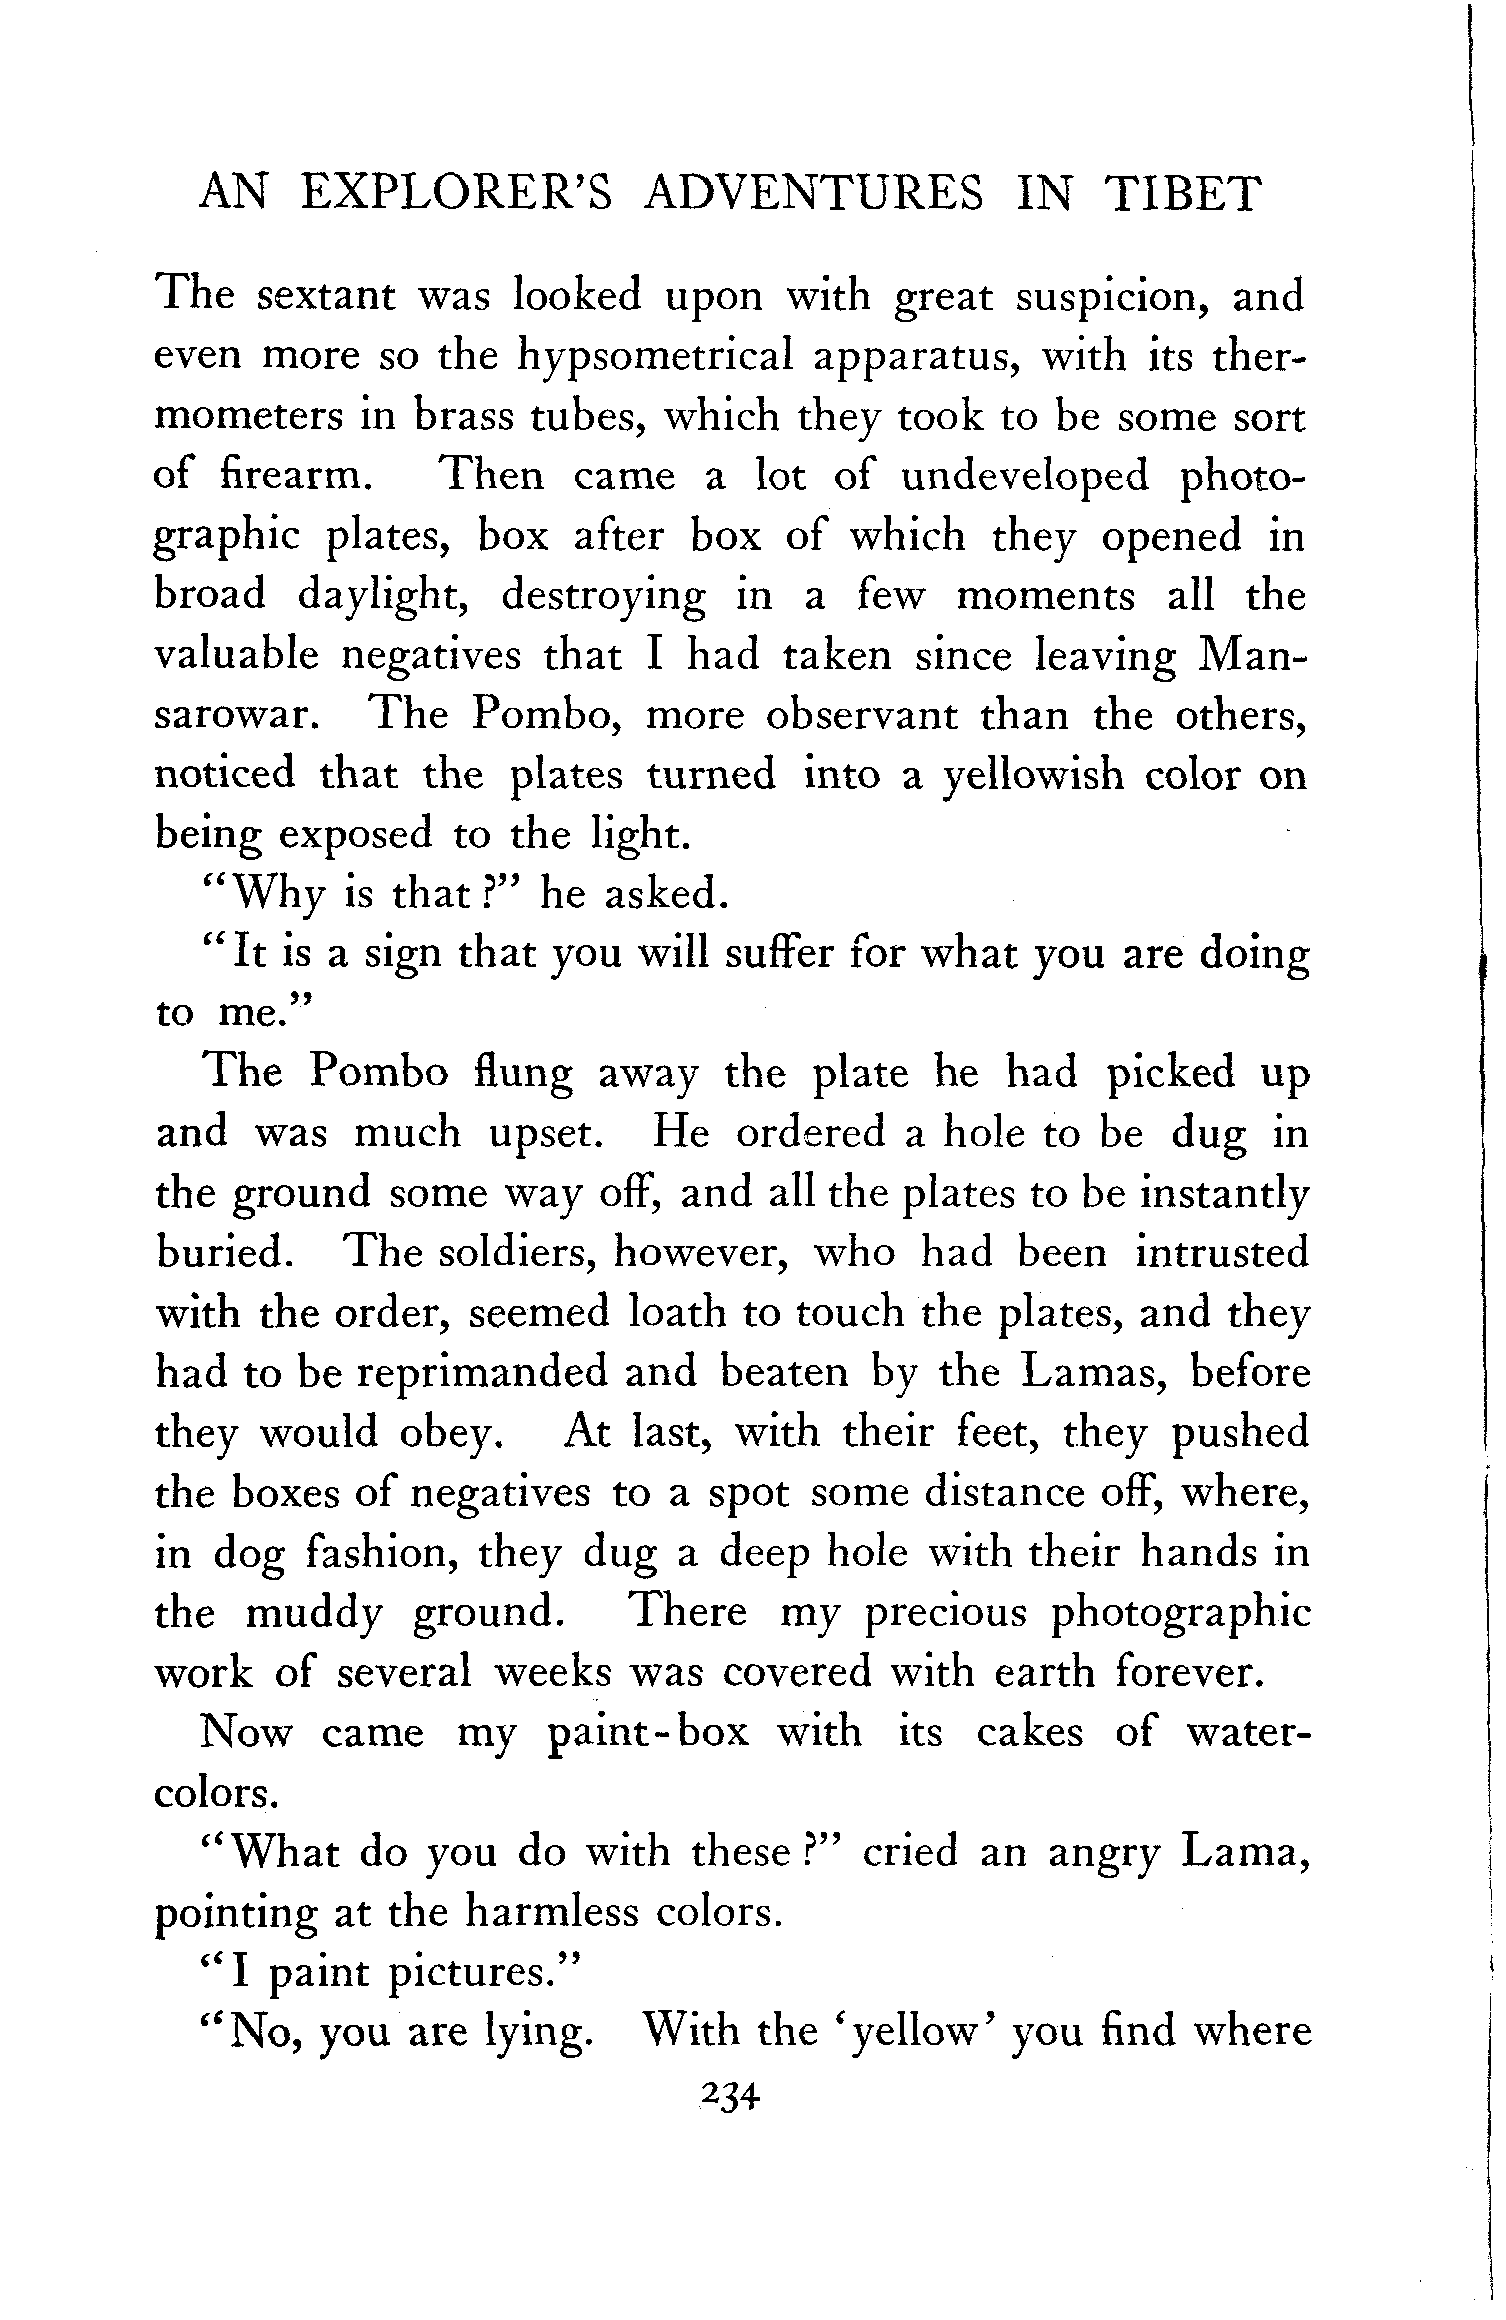 AN EXPLORER'S ADVENTURES IN TIBET
The sextant was looked upon with great suspicion, and
even more so the hypsometrical apparatus, with its ther-
mometers in brass tubes, which they took to be some sort
of firearm. Then came a lot of undeveloped photo-
graphic plates, box after box of which they opened in
broad daylight, destroying in a few moments all the
valuable negatives that I had taken since leaving Man-
sarowar. The Pombo, more observant than the others,
noticed that the plates turned into a yellowish color on
being exposed to the light.
"Why is that?" he asked.
"It is a sign that you will suffer for what you are doing
to me."
The Pombo flung away the plate he had picked up
and was much upset. He ordered a hole to be dug in
the ground some way off, and all the plates to be instantly
buried. The soldiers, however, who had been intrusted
with the order, seemed loath to touch the plates, and they
had to be reprimanded and beaten by the Lamas, before
they would obey. At last, with their feet, they pushed
the boxes of negatives to a spot some distance off, where,
in dog fashion, they dug a deep hole with their hands in
the muddy ground. There my precious photographic
work of several weeks was covered with earth forever.
Now came my paint-box with its cakes of water-
colors.
"What do you do with these?" cried an angry Lama,
pointing at the harmless colors.
"I paint pictures."
"No, you are lying. With the 'yellow' you find where
234